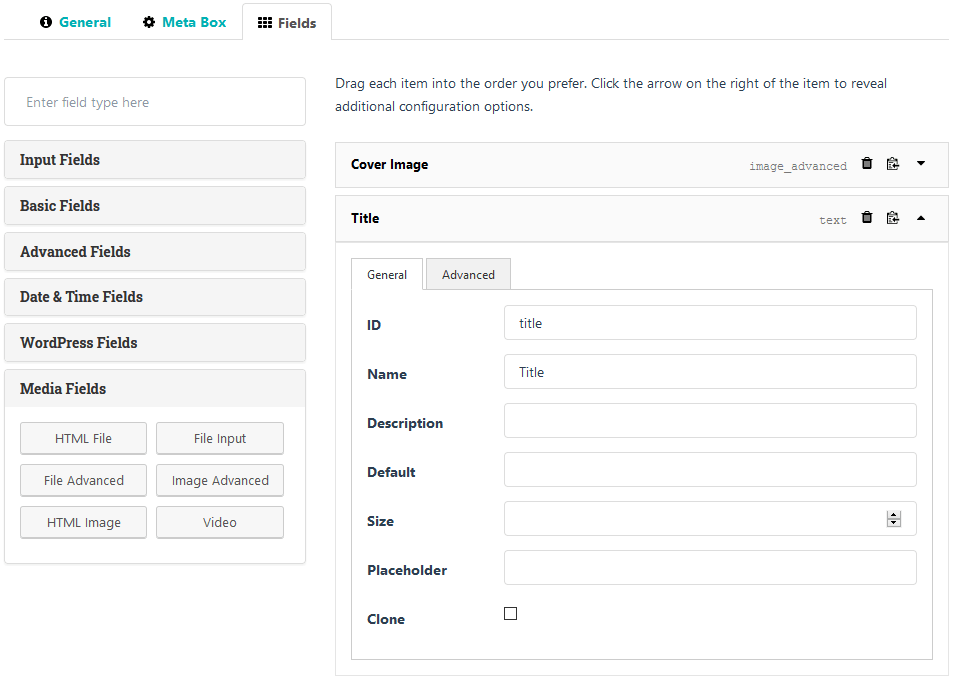 General Meta Box Fields
Enter field type here
Input Fields
Basic Fields
Advanced Fields
Date & Time Fields
WordPress Fields
Media Fields
HTML File File Input
File Advanced Image Advanced
HTML Image Video
Drag each item into the order you prefer. Click the arrow on the right of the item to reveal
additional configuration options.
Cover Image image_advanced
Title text
General Advanced
ID title
Name Title
Description
Default
Size
Placeholder
Clone